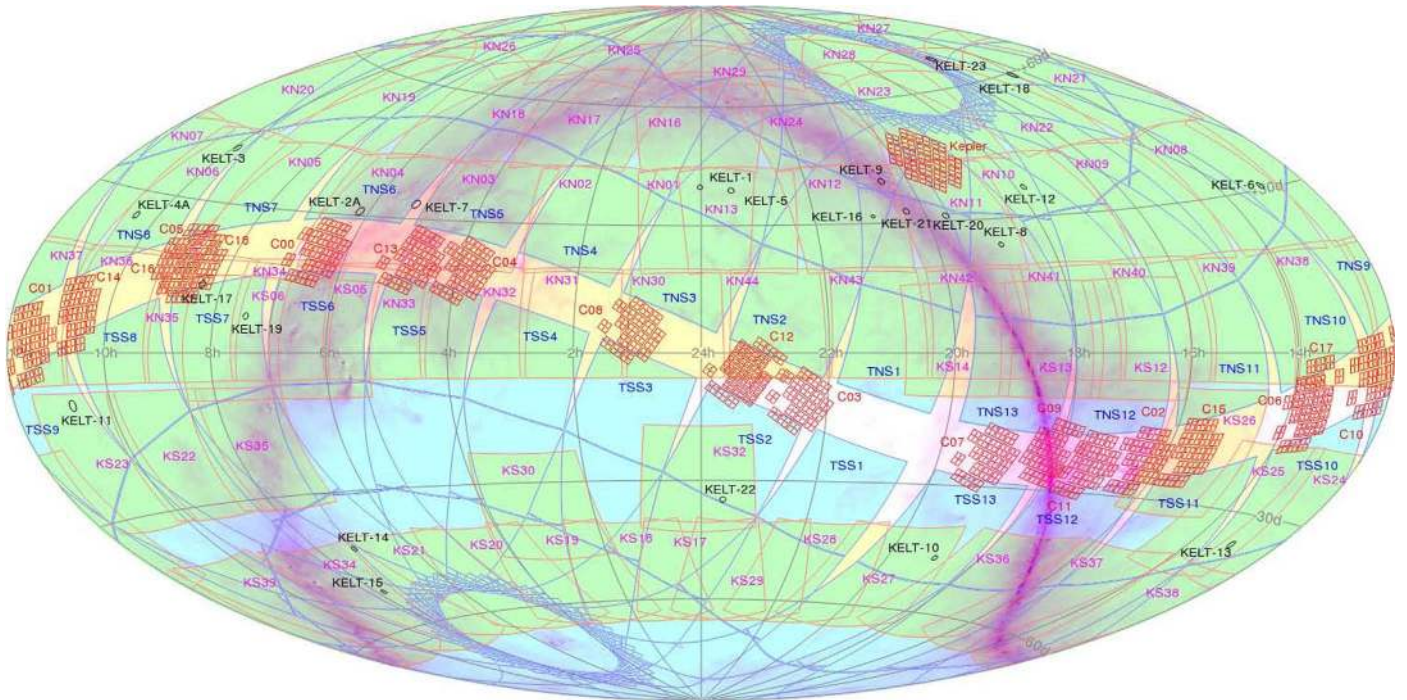 KN27
KN26
KN25
KN28
KELT-23
+60d
KN29
KN21
KELT-18
KN20
KN19
KN23
KN18
KN17
KN16
KN24
KN22
KN07
Kepler
KN08
KELT-3
KN05
KN09
KN06
KN04
KELT-9
KN10
TNS6
KN03
KN02
KN01
KELT-1
KN12
KELT-6
KELT-12
KELT-4A
TNS7
KELT-2A
KELT-7
KN13
KELT-5
KELT-16
KN11
KELT-21
KELT-20
TNS5
C05
KELT-8
TNS8
C00
C13
TNS4
KN37
KN36
C16
C04
TNS9
C14
KN34
KN31
KN30
KN44
KN43
KN42
KN41
KN40
KN39
KN38
C01
KELT-17
KS06
KS05
KN33
KN32
TNS3
KN35
TSS7
KELT-19
TSS6
C08
TNS2
TNS10
TSS8
TSS5
TSS4
C12
C17
10h
8h
6h
4h
2h
24h
22h
20h
18h
16h
14h
KS14
KS13
KS12
TNS11
TSS3
TNS1
C03
C06
KELT-11
TNS13
C09
TNS12
C02
C15
TSS9
KS26
C10
KS35
TSS2
C07
KS23
KS22
KS30
KS32
TSS1
TSS10
KS25
KS24
KELT-22
TSS13
C11
TSS12
TSS11
-30d
KELT-14
KS21
KS20
KS19
KS18
KS17
KS28
KELT-10
KS36
KELT-13
KS39
KS34
KELT-15
KS29
KS27
KS37
KS38
-60d